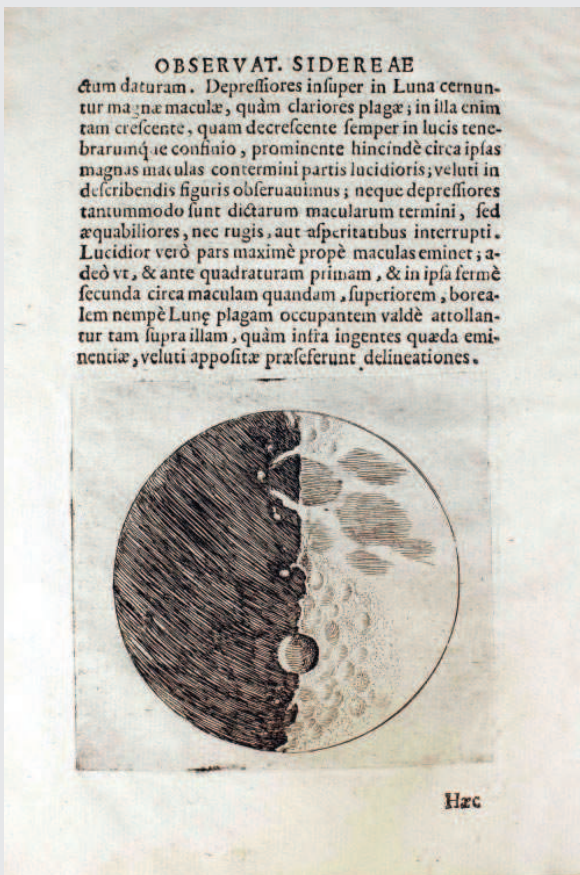 OBSERVAT. SIDEREAE
ctum daturam. Depreſſiores inſuper in Luna cernun-
tur magnæ maculæ, quàm clariores plagæ; in illa enim
tam creſcente, quam decreſcente ſemper in lucis tene-
brarumque confinio, prominente hincindè circa ipſas
magnas maculas contermini partis lucidioris; veluti in
deſcribendis figuris obſeruauimus; neque depreſſiores
tantummodo ſunt dictarum macularum termini, ſed
æquabiliores, nec rugis, aut aſperitatibus interrupti.
Lucidior verò pars maximè propè maculas eminet; a-
deò vt, & ante quadraturam primam, & in ipſa fermè
ſecunda circa maculam quandam, ſuperiorem, borea-
lem nempè Lunę plagam occupantem valdè attollan-
tur tam ſupra illam, quàm infra ingentes quæda emi-
nentiæ, veluti appoſitæ præſeferunt delineationes.
Hæc